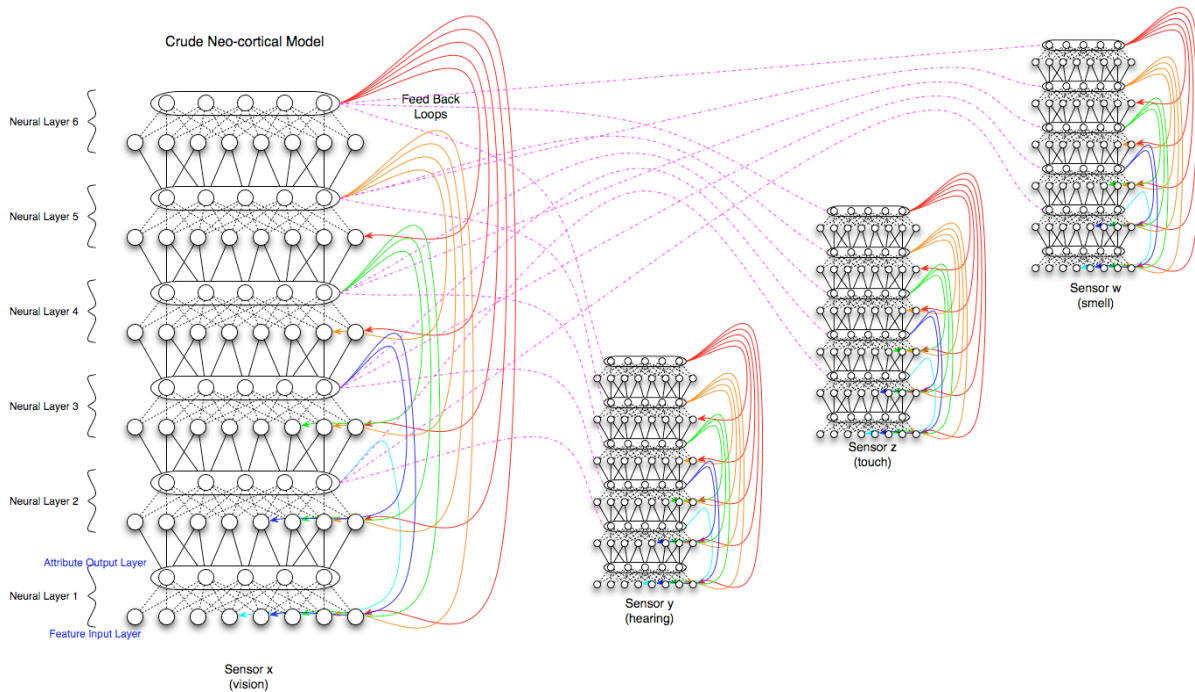 Crude Neo-cortical Model
Feed Back
Loops
Neural Layer 6
Neural Layer 5
Neural Layer 4
Neural Layer 3
Neural Layer 2
Attribute Output Layer
Neural Layer 1
Feature Input Layer
Sensor x
(vision)
Sensor y
(hearing)
Sensor z
(touch)
Sensor w
(smell)